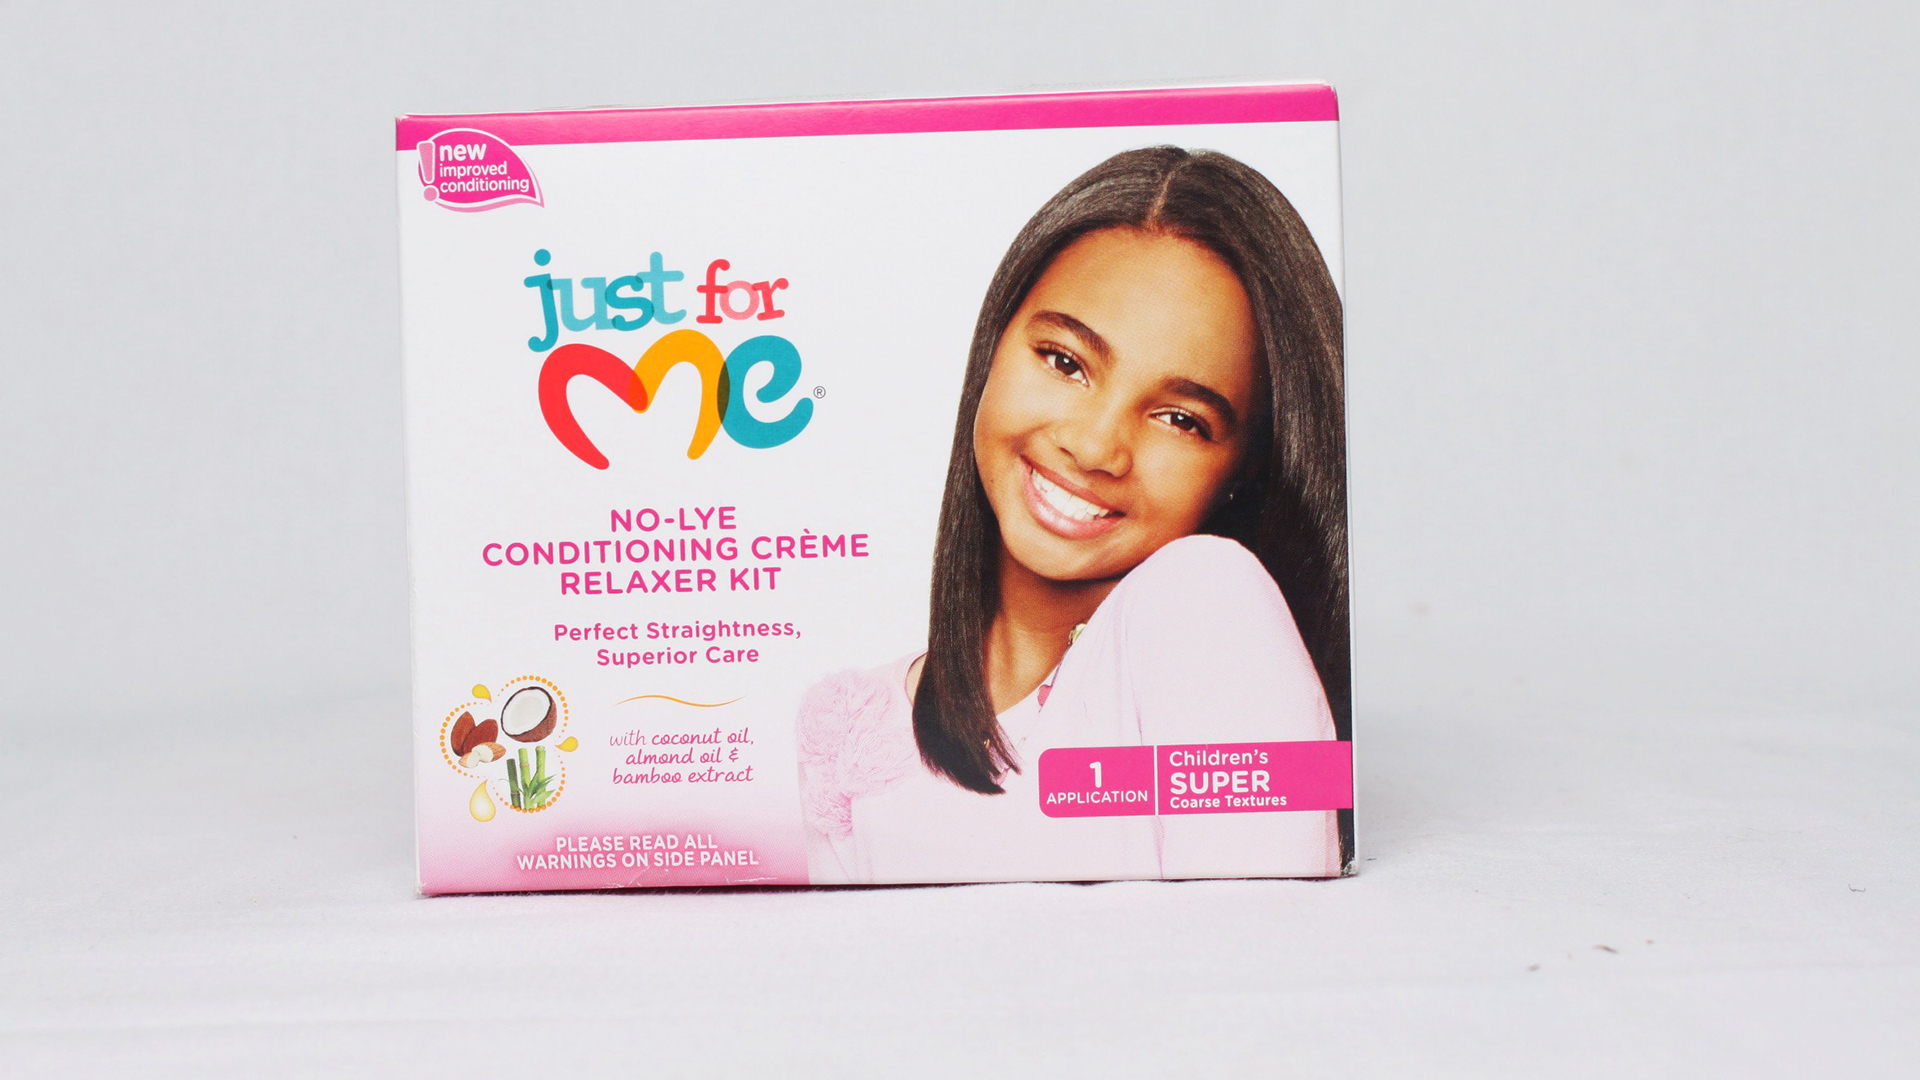 new
improved
conditioning
just for
me®
NO-LYE
CONDITIONING CRÈME
RELAXER KIT
Perfect Straightness,
Superior Care
with coconut oil,
almond oil &
bamboo extract
PLEASE READ ALL
WARNINGS ON SIDE PANEL
1
APPLICATION
Children's
SUPER
Coarse Textures